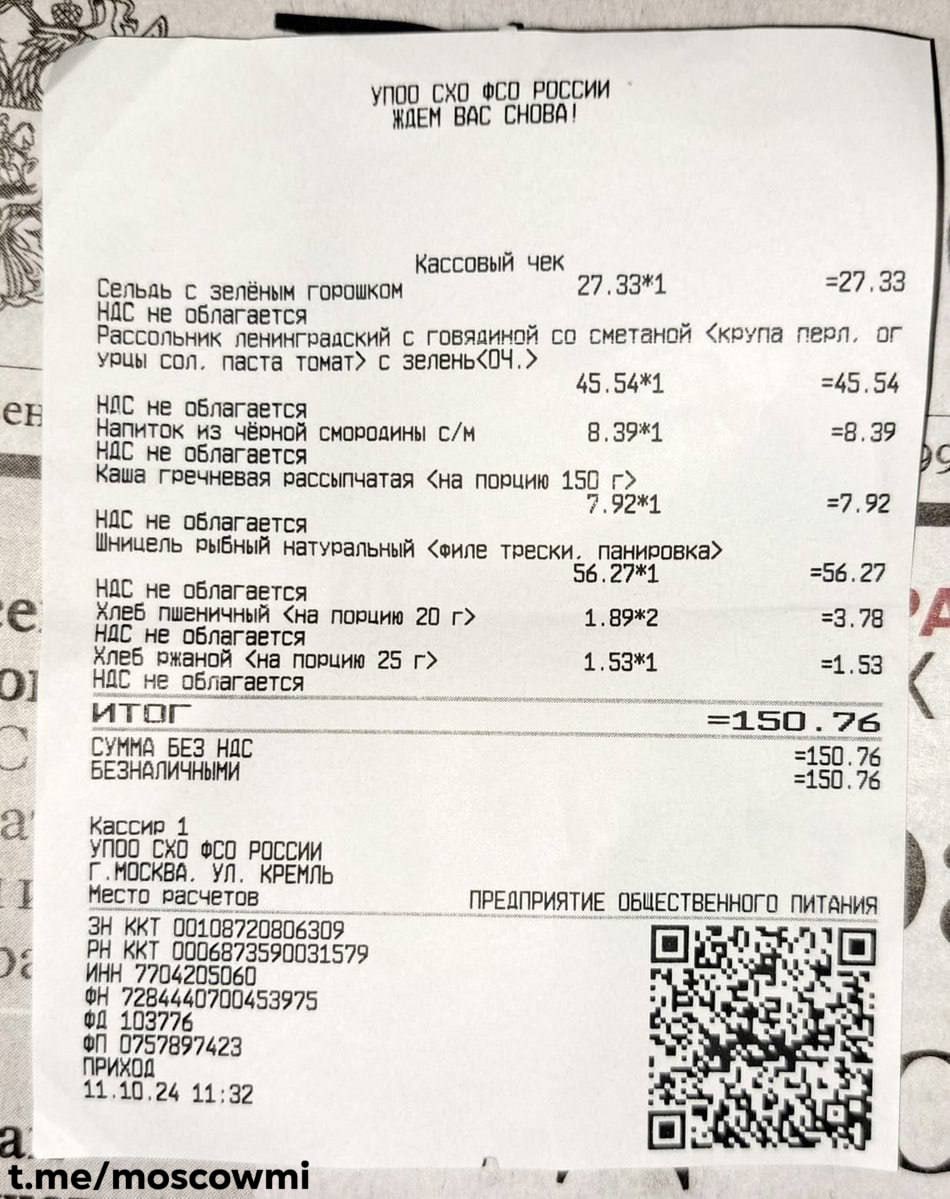 УПОО СХО ФСО РОССИИ
ЖДЕМ ВАС СНОВА!
Кассовый чек
Сельдь с зелёным горошком 27.33*1 =27.33
НДС не облагается
Рассольник ленинградский с говядиной со сметаной <крупа перл. ог
урцы сол. паста томат> с зелень<ОЧ.>
45.54*1 =45.54
НДС не облагается
Напиток из чёрной смородины с/м 8.39*1 =8.39
НДС не облагается
Каша гречневая рассыпчатая <на порцию 150 г>
7.92*1 =7.92
НДС не облагается
Шницель рыбный натуральный <филе трески. панировка>
56.27*1 =56.27
НДС не облагается
Хлеб пшеничный <на порцию 20 г> 1.89*2 =3.78
НДС не облагается
Хлеб ржаной <на порцию 25 г> 1.53*1 =1.53
НДС не облагается
ИТОГ =150.76
СУММА БЕЗ НДС =150.76
БЕЗНАЛИЧНЫМИ =150.76
Кассир 1
УПОО СХО ФСО РОССИИ
Г.МОСКВА. УЛ. КРЕМЛЬ
Место расчетов ПРЕДПРИЯТИЕ ОБЩЕСТВЕННОГО ПИТАНИЯ
ЗН ККТ 00108720806309
РН ККТ 0006873590031579
ИНН 7704205060
ФН 7284440700453975
ФД 103776
ФП 0757897423
ПРИХОД
11.10.24 11:32
t.me/moscowmi